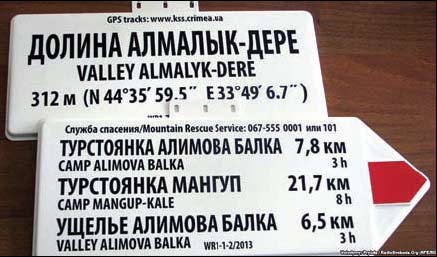 GPS tracks: www.kss.crimea.ua
ДОЛИНА АЛМАЛЫК-ДЕРЕ
VALLEY ALMALYK-DERE
312 м (N 44°35´59.5¨ E33°49´6.7¨)
Служба спасения/Mountain Rescue Service: 067-555 0001 или 101
ТУРСТОЯНКА АЛИМОВА БАЛКА 7,8 км
CAMP ALIMOVA BALKA 3 h
ТУРСТОЯНКА МАНГУП 21,7 км
CAMP MANGUP-KALE 8 h
УЩЕЛЬЕ АЛИМОВА БАЛКА 6,5 км
VALLEY ALIMOVA BALKA WR1-1-2/2013 3 h